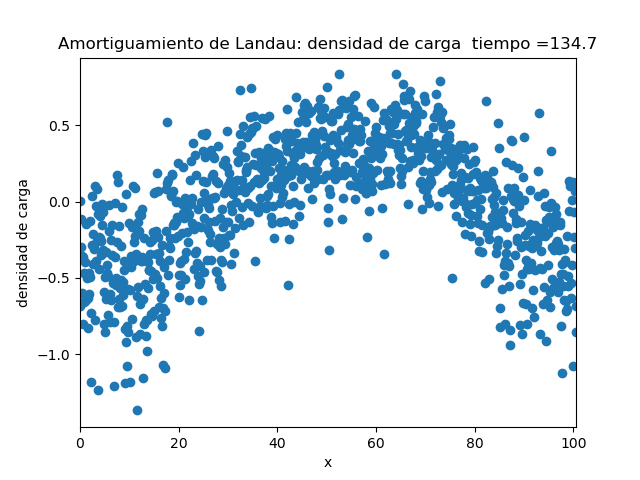 Amortiguamiento de Landau: densidad de carga  tiempo =134.7
densidad de carga
0.5
0.0
−0.5
−1.0
0 20 40 60 80 100
x